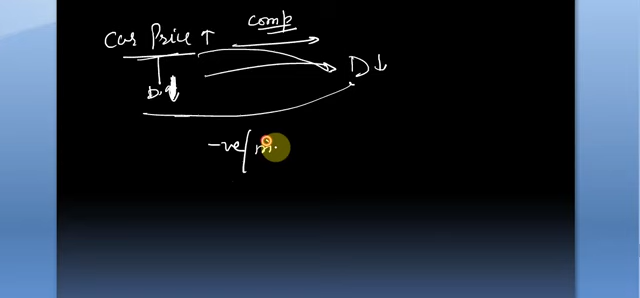 comp
Car Price ↑
D ↓
D ↓
-ve/m